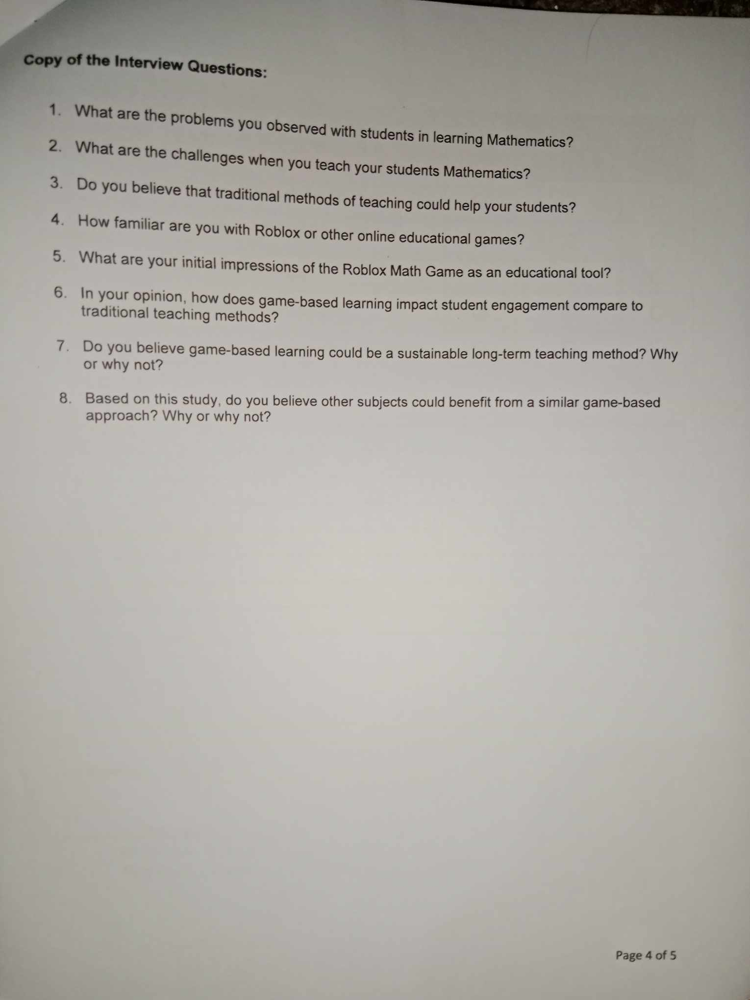 Copy of the Interview Questions:
1. What are the problems you observed with students in learning Mathematics?
2. What are the challenges when you teach your students Mathematics?
3. Do you believe that traditional methods of teaching could help your students?
4. How familiar are you with Roblox or other online educational games?
5. What are your initial impressions of the Roblox Math Game as an educational tool?
6. In your opinion, how does game-based learning impact student engagement compare to
traditional teaching methods?
7. Do you believe game-based learning could be a sustainable long-term teaching method? Why
or why not?
8. Based on this study, do you believe other subjects could benefit from a similar game-based
approach? Why or why not?
Page 4 of 5